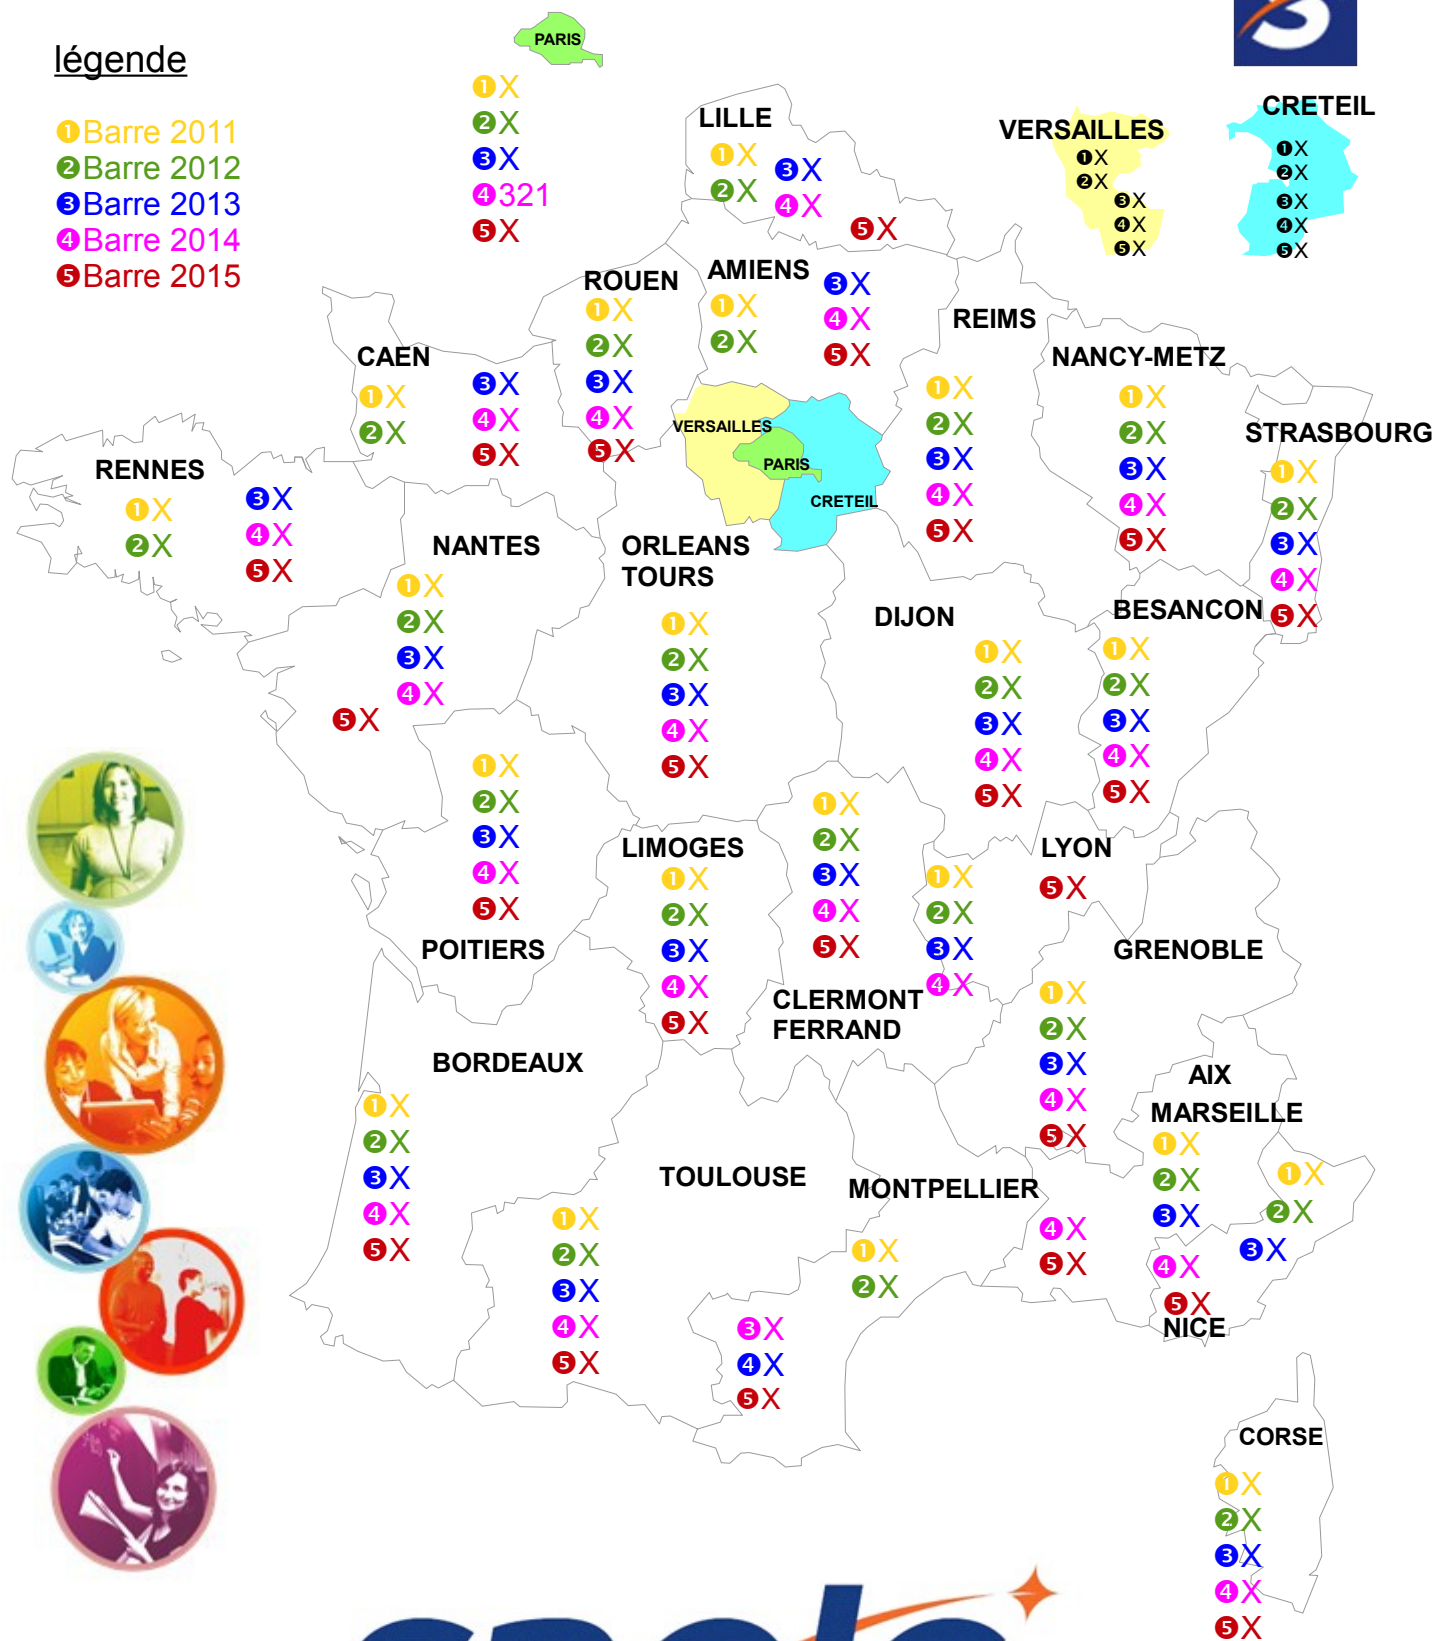 légende
❶Barre 2011
❷Barre 2012
❸Barre 2013
❹Barre 2014
❺Barre 2015
PARIS
❶X
❷X
❸X
❹321
❺X
LILLE
❶X
❷X
❸X
❹X
❺X
VERSAILLES
❶X
❷X
❸X
❹X
❺X
CRETEIL
❶X
❷X
❸X
❹X
❺X
ROUEN
❶X
❷X
❸X
❹X
❺X
AMIENS
❶X
❷X
❸X
❹X
❺X
REIMS
❶X
❷X
❸X
❹X
❺X
CAEN
❶X
❷X
❸X
❹X
❺X
NANCY-METZ
❶X
❷X
❸X
❹X
❺X
STRASBOURG
❶X
❷X
❸X
❹X
❺X
VERSAILLES
PARIS
CRETEIL
RENNES
❶X
❷X
❸X
❹X
❺X
NANTES
❶X
❷X
❸X
❹X
❺X
ORLEANS
TOURS
❶X
❷X
❸X
❹X
❺X
DIJON
❶X
❷X
❸X
❹X
❺X
BESANCON
❶X
❷X
❸X
❹X
❺X
❶X
❷X
❸X
❹X
❺X
POITIERS
LIMOGES
❶X
❷X
❸X
❹X
❺X
❶X
❷X
❸X
❹X
❺X
CLERMONT
FERRAND
LYON
❶X
❷X
❸X
❹X
❺X
GRENOBLE
❶X
❷X
❸X
❹X
❺X
BORDEAUX
❶X
❷X
❸X
❹X
❺X
AIX
MARSEILLE
❶X
❷X
❸X
❹X
❺X
TOULOUSE
❶X
❷X
❸X
❹X
❺X
MONTPELLIER
❶X
❷X
❸X
❹X
❺X
❶X
❷X
❸X
❹X
❺X
NICE
CORSE
❶X
❷X
❸X
❹X
❺X